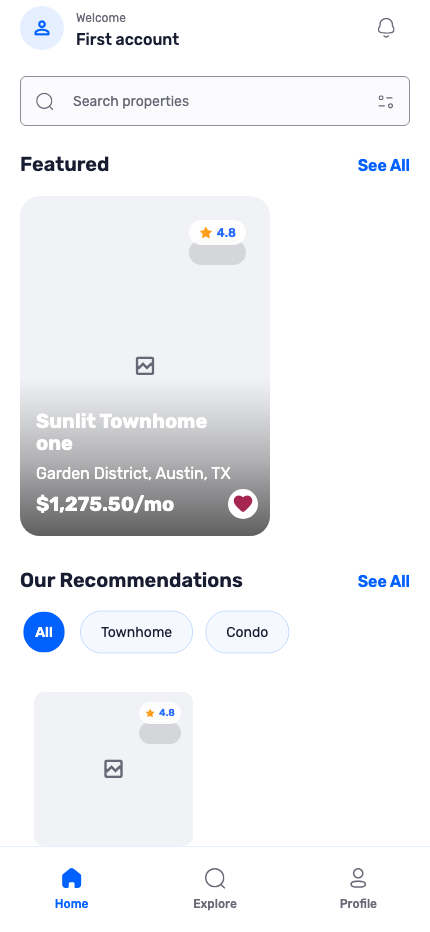 Welcome
First account
Search properties
Featured
See All
4.8
Sunlit Townhome
one
Garden District, Austin, TX
$1,275.50/mo
Our Recommendations
See All
All
Townhome
Condo
4.8
Home
Explore
Profile